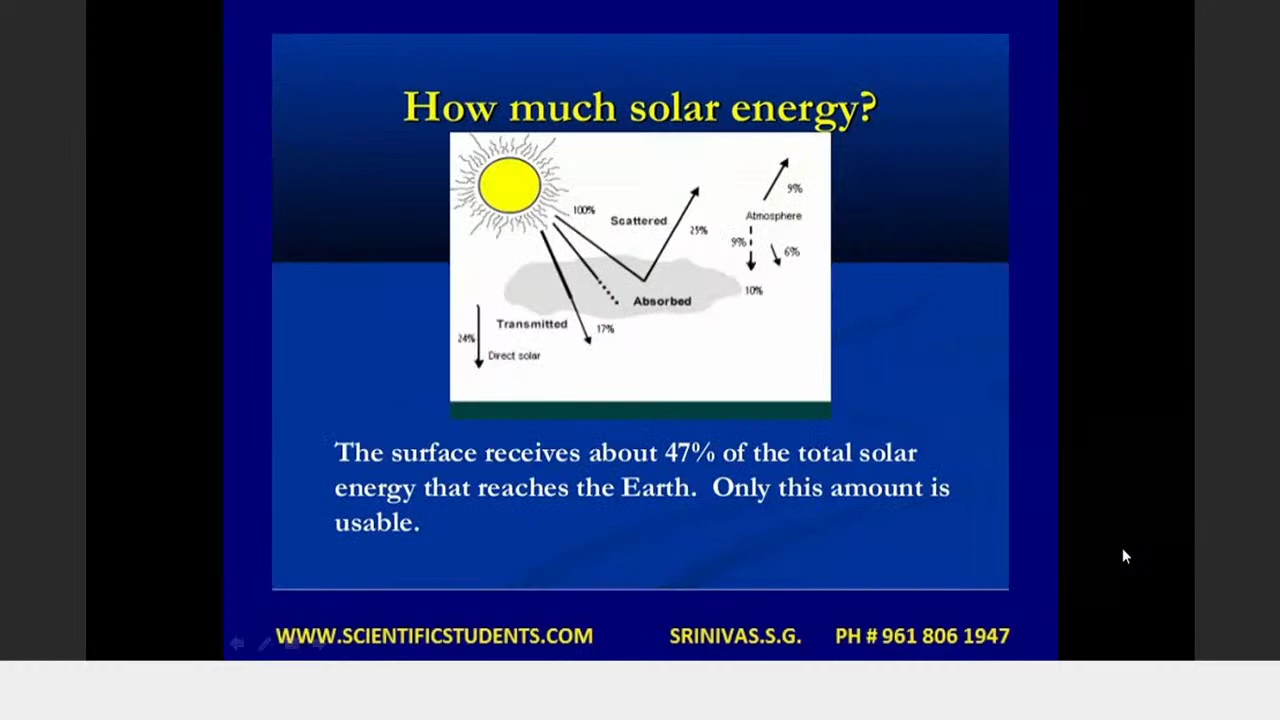 How much solar energy?
100%
Scattered
25%
9%
Atmosphere
9%
6%
10%
Absorbed
Transmitted
17%
24%
Direct solar
The surface receives about 47% of the total solar
energy that reaches the Earth. Only this amount is
usable.
WWW.SCIENTIFICSTUDENTS.COM SRINIVAS.S.G. PH # 961 806 1947